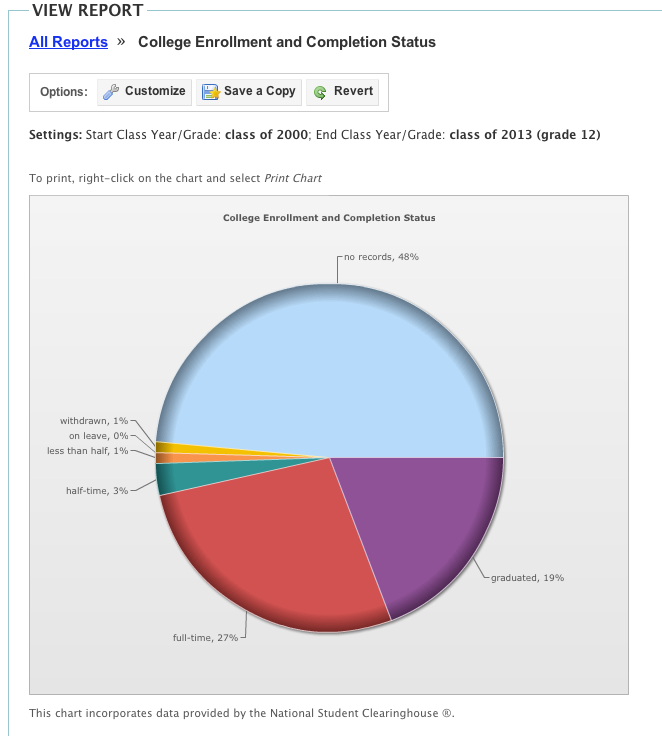 VIEW REPORT
All Reports » College Enrollment and Completion Status
Options: Customize Save a Copy Revert
Settings: Start Class Year/Grade: class of 2000; End Class Year/Grade: class of 2013 (grade 12)
To print, right-click on the chart and select Print Chart
College Enrollment and Completion Status
no records, 48%
withdrawn, 1%
on leave, 0%
less than half, 1%
half-time, 3%
graduated, 19%
full-time, 27%
This chart incorporates data provided by the National Student Clearinghouse ®.